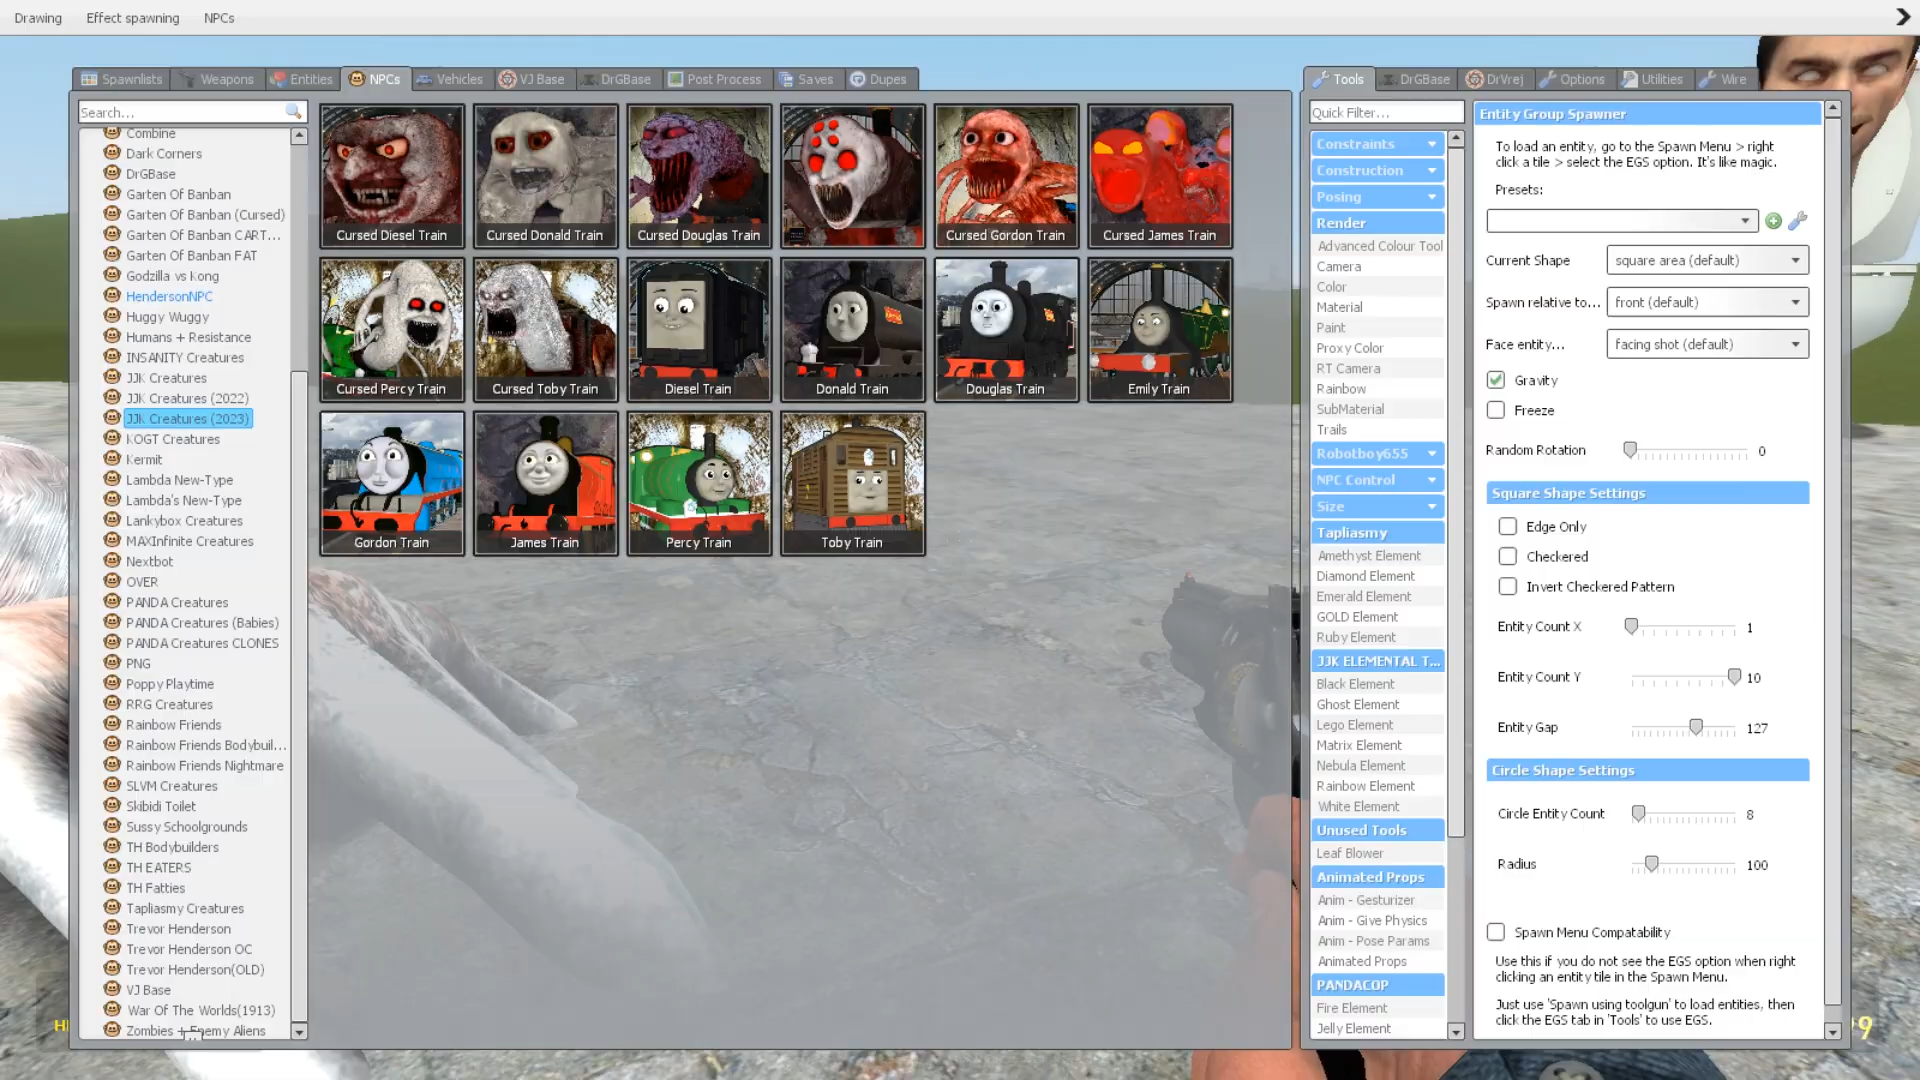 Drawing Effect spawning NPCs
Spawnlists Weapons Entities NPCs Vehicles VJ Base DrGBase Post Process Saves Dupes
Search...
Combine
Dark Corners
DrGBase
Garten Of Banban
Garten Of Banban (Cursed)
Garten Of Banban CART...
Garten Of Banban FAT
Godzilla vs Kong
HendersonNPC
Huggy Wuggy
Humans + Resistance
INSANITY Creatures
JJK Creatures
JJK Creatures (2022)
JJK Creatures (2023)
KOGT Creatures
Kermit
Lambda New-Type
Lambda's New-Type
Lankybox Creatures
MAXInfinite Creatures
Nextbot
OVER
PANDA Creatures
PANDA Creatures (Babies)
PANDA Creatures CLONES
PNG
Poppy Playtime
RRG Creatures
Rainbow Friends
Rainbow Friends Bodybuil...
Rainbow Friends Nightmare
SLVM Creatures
Skibidi Toilet
Sussy Schoolgrounds
TH Bodybuilders
TH EATERS
TH Fatties
Tapliasmy Creatures
Trevor Henderson
Trevor Henderson OC
Trevor Henderson(OLD)
VJ Base
War Of The Worlds(1913)
Zombies + Enemy Aliens
Cursed Diesel Train
Cursed Donald Train
Cursed Douglas Train
Cursed Gordon Train
Cursed James Train
Cursed Percy Train
Cursed Toby Train
Diesel Train
Donald Train
Douglas Train
Emily Train
Gordon Train
James Train
Percy Train
Toby Train
Tools DrGBase DrVrej Options Utilities Wire
Quick Filter...
Constraints
Construction
Posing
Render
Advanced Colour Tool
Camera
Color
Material
Paint
Proxy Color
RT Camera
Rainbow
SubMaterial
Trails
Robotboy655
NPC Control
Size
Tapliasmy
Amethyst Element
Diamond Element
Emerald Element
GOLD Element
Ruby Element
JJK ELEMENTAL T...
Black Element
Ghost Element
Lego Element
Matrix Element
Nebula Element
Rainbow Element
White Element
Unused Tools
Leaf Blower
Animated Props
Anim - Gesturizer
Anim - Give Physics
Anim - Pose Params
Animated Props
PANDACOP
Fire Element
Jelly Element
Entity Group Spawner
To load an entity, go to the Spawn Menu > right
click a tile > select the EGS option. It's like magic.
Presets:
Current Shape square area (default)
Spawn relative to... front (default)
Face entity... facing shot (default)
Gravity
Freeze
Random Rotation 0
Square Shape Settings
Edge Only
Checkered
Invert Checkered Pattern
Entity Count X 1
Entity Count Y 10
Entity Gap 127
Circle Shape Settings
Circle Entity Count 8
Radius 100
Spawn Menu Compatability
Use this if you do not see the EGS option when right
clicking an entity tile in the Spawn Menu.
Just use 'Spawn using toolgun' to load entities, then
click the EGS tab in 'Tools' to use EGS.